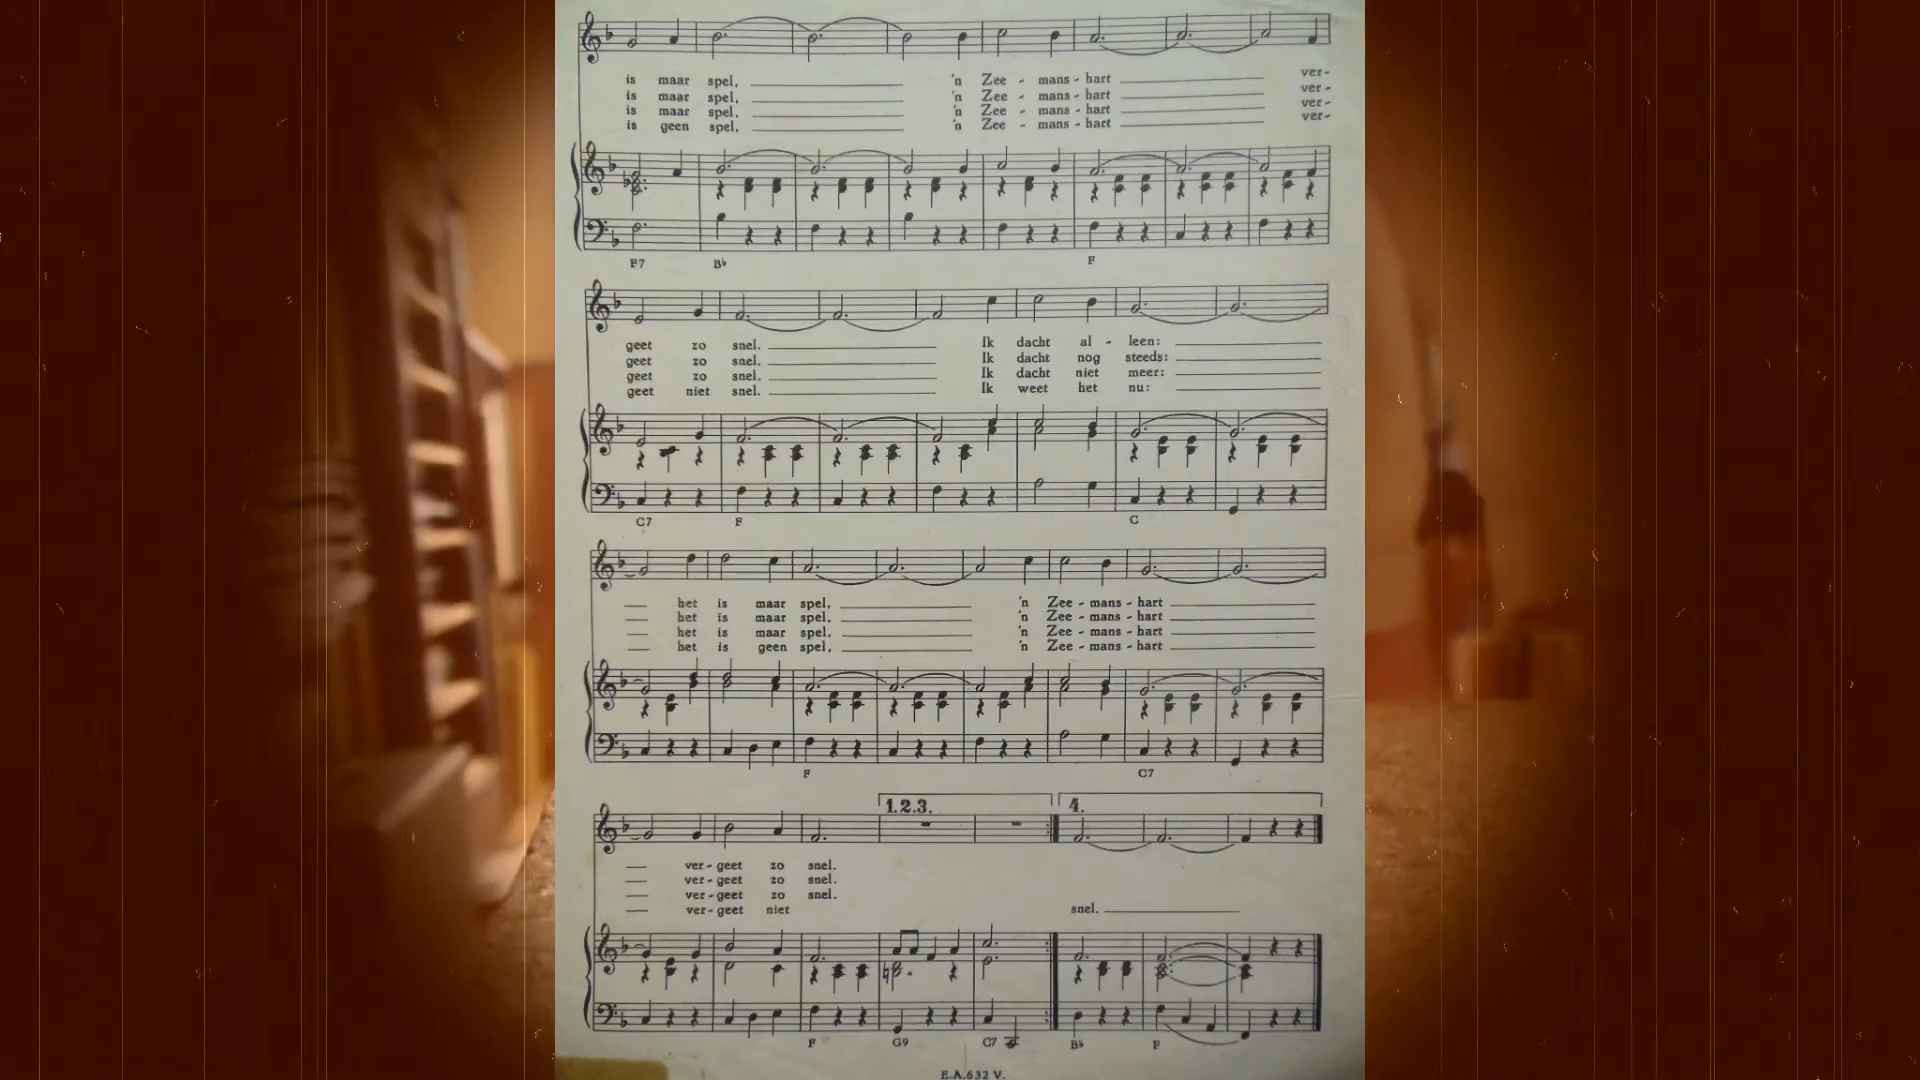 is maar spel, 'n Zee - mans - hart ver-
is maar spel, 'n Zee - mans - hart ver-
is maar spel, 'n Zee - mans - hart ver-
is geen spel, 'n Zee - mans - hart ver-
F7 B♭ F
geet zo snel. Ik dacht al - leen:
geet zo snel. Ik dacht nog steeds:
geet zo snel. Ik dacht niet meer:
geet niet snel. Ik weet het nu:
C7 F C
het is maar spel, 'n Zee - mans - hart
het is maar spel, 'n Zee - mans - hart
het is maar spel, 'n Zee - mans - hart
het is geen spel, 'n Zee - mans - hart
F C7
1.2.3. 4.
ver - geet zo snel.
ver - geet zo snel.
ver - geet zo snel.
ver - geet niet snel.
F G9 C7 B♭ F
E.A.632 V.